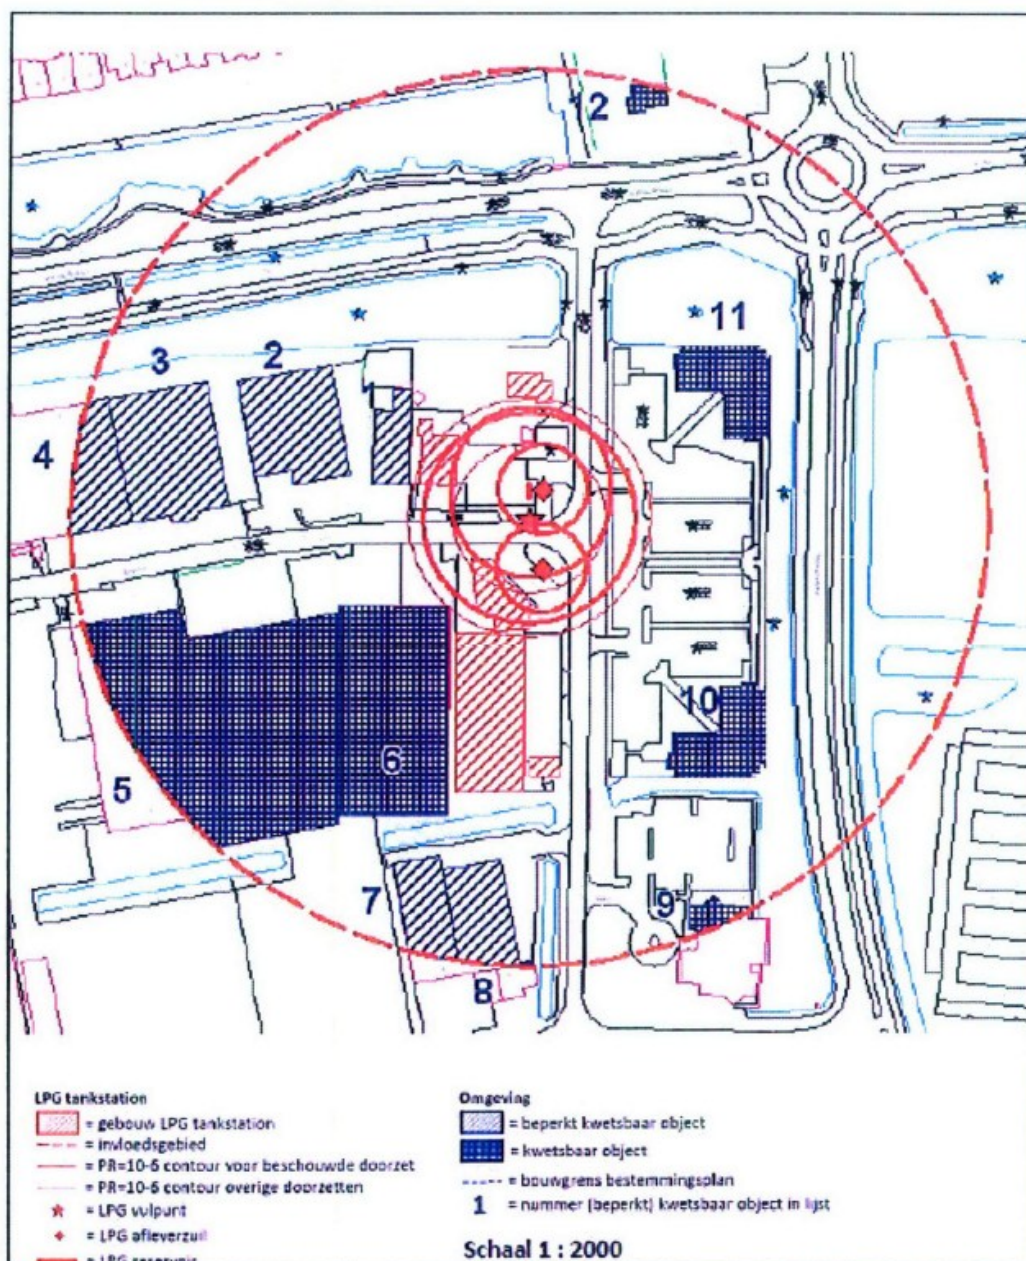 12
11
3
2
4
10
6
5
7
9
8
LPG tankstation
= gebouw LPG tankstation
= invloedsgebied
= PR=10-6 contour voor beschouwde doorzet
= PR=10-6 contour overige doorzetten
= LPG vulpunt
= LPG afleverzuil
= LPG reservoir
Omgeving
= beperkt kwetsbaar object
= kwetsbaar object
= bouwgrens bestemmingsplan
1 = nummer (beperkt) kwetsbaar object in lijst
Schaal 1 : 2000